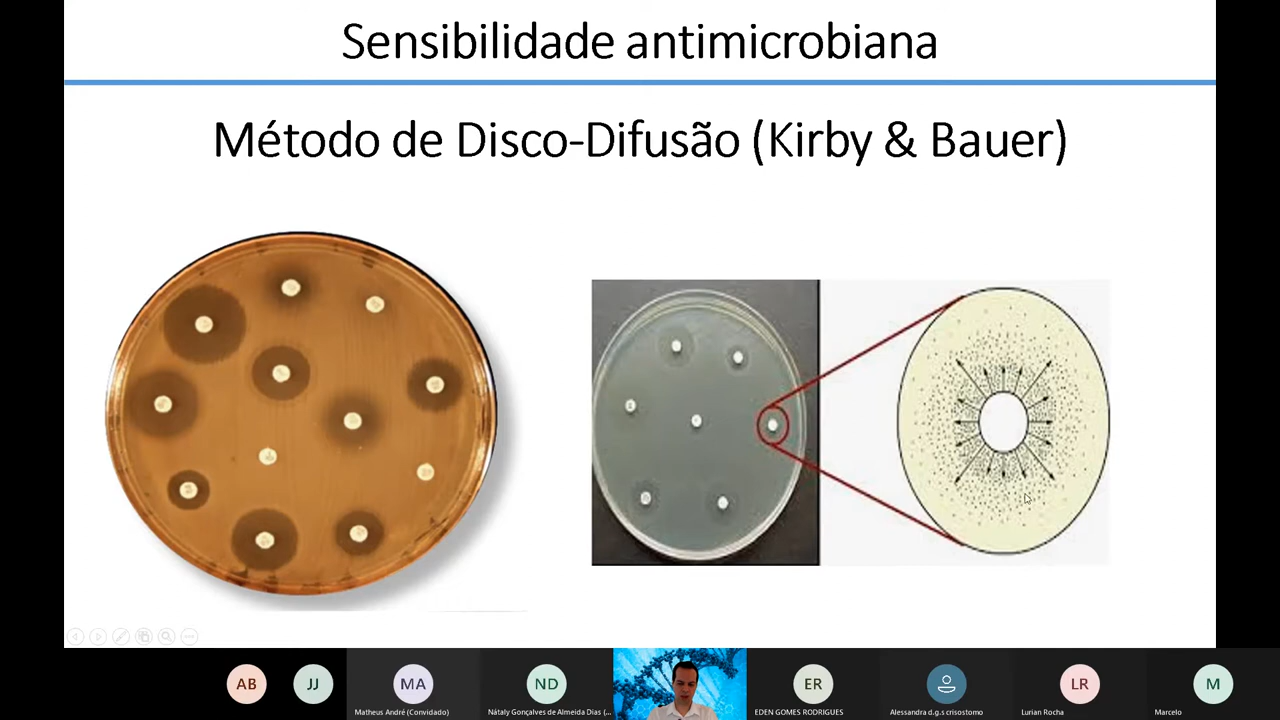 Sensibilidade antimicrobiana
Método de Disco-Difusão (Kirby & Bauer)
AB
JJ
MA
ND
ER
LR
M
Matheus André (Convidado)
Nátaly Gonçalves de Almeida Dias (...
EDEN GOMES RODRIGUES
Alessandra d.g.s crisostomo
Lurian Rocha
Marcelo